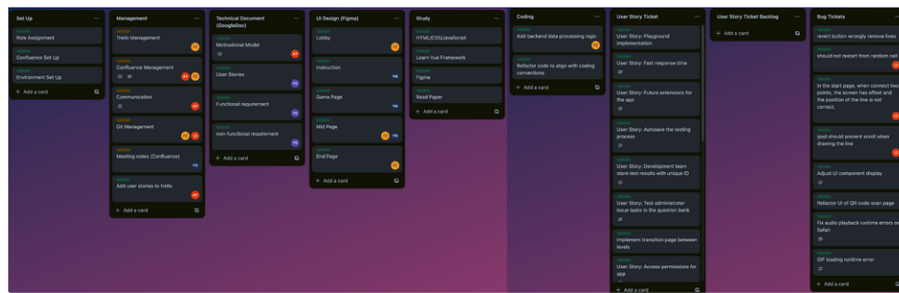 Set Up
Role Assignment
Confluence Set Up
Environment Set Up
+ Add a card
Management
Trello Management
Confluence Management
Communication
Git Management
Meeting notes (Confluence)
Add user stories to trello
+ Add a card
Technical Document
(GoogleDoc)
Motivational Model
User Stories
Functional requirement
non-functional requirement
+ Add a card
UI Design (Figma)
Lobby
Instruction
Game Page
Mid Page
End Page
+ Add a card
Study
HTML/CSS/JavaScript
Learn Vue Framework
Figma
Read Paper
+ Add a card
Coding
Add backend data processing logic
Refactor code to align with coding
conventions
+ Add a card
User Story Ticket
User Story: Playground
implementation
User Story: Fast response time
User Story: Future extensions for
the app
User Story: Autosave the testing
process
User Story: Development team
store test results with unique ID
User Story: Test administrator
issue tasks in the question bank
Implement transition page between
levels
User Story: Access permissions for
app
+ Add a card
User Story Ticket Backlog
+ Add a card
Bug Tickets
revert button wrongly remove lines
should not restart from random cell
In the start page, when connect two
points, the screen has offset and
the position of the line is not
correct.
ipad should prevent scroll when
drawing the line
Adjust UI component display
Refactor UI of QR code scan page
Fix audio playback runtime errors on
Safari
GIF loading runtime error
+ Add a card